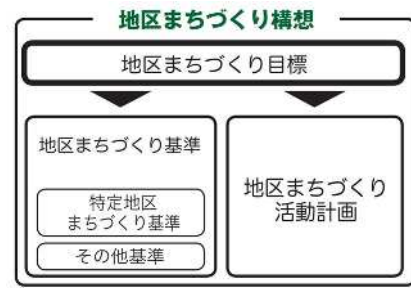 地区まちづくり構想
地区まちづくり目標
地区まちづくり基準
特定地区
まちづくり基準
その他基準
地区まちづくり
活動計画